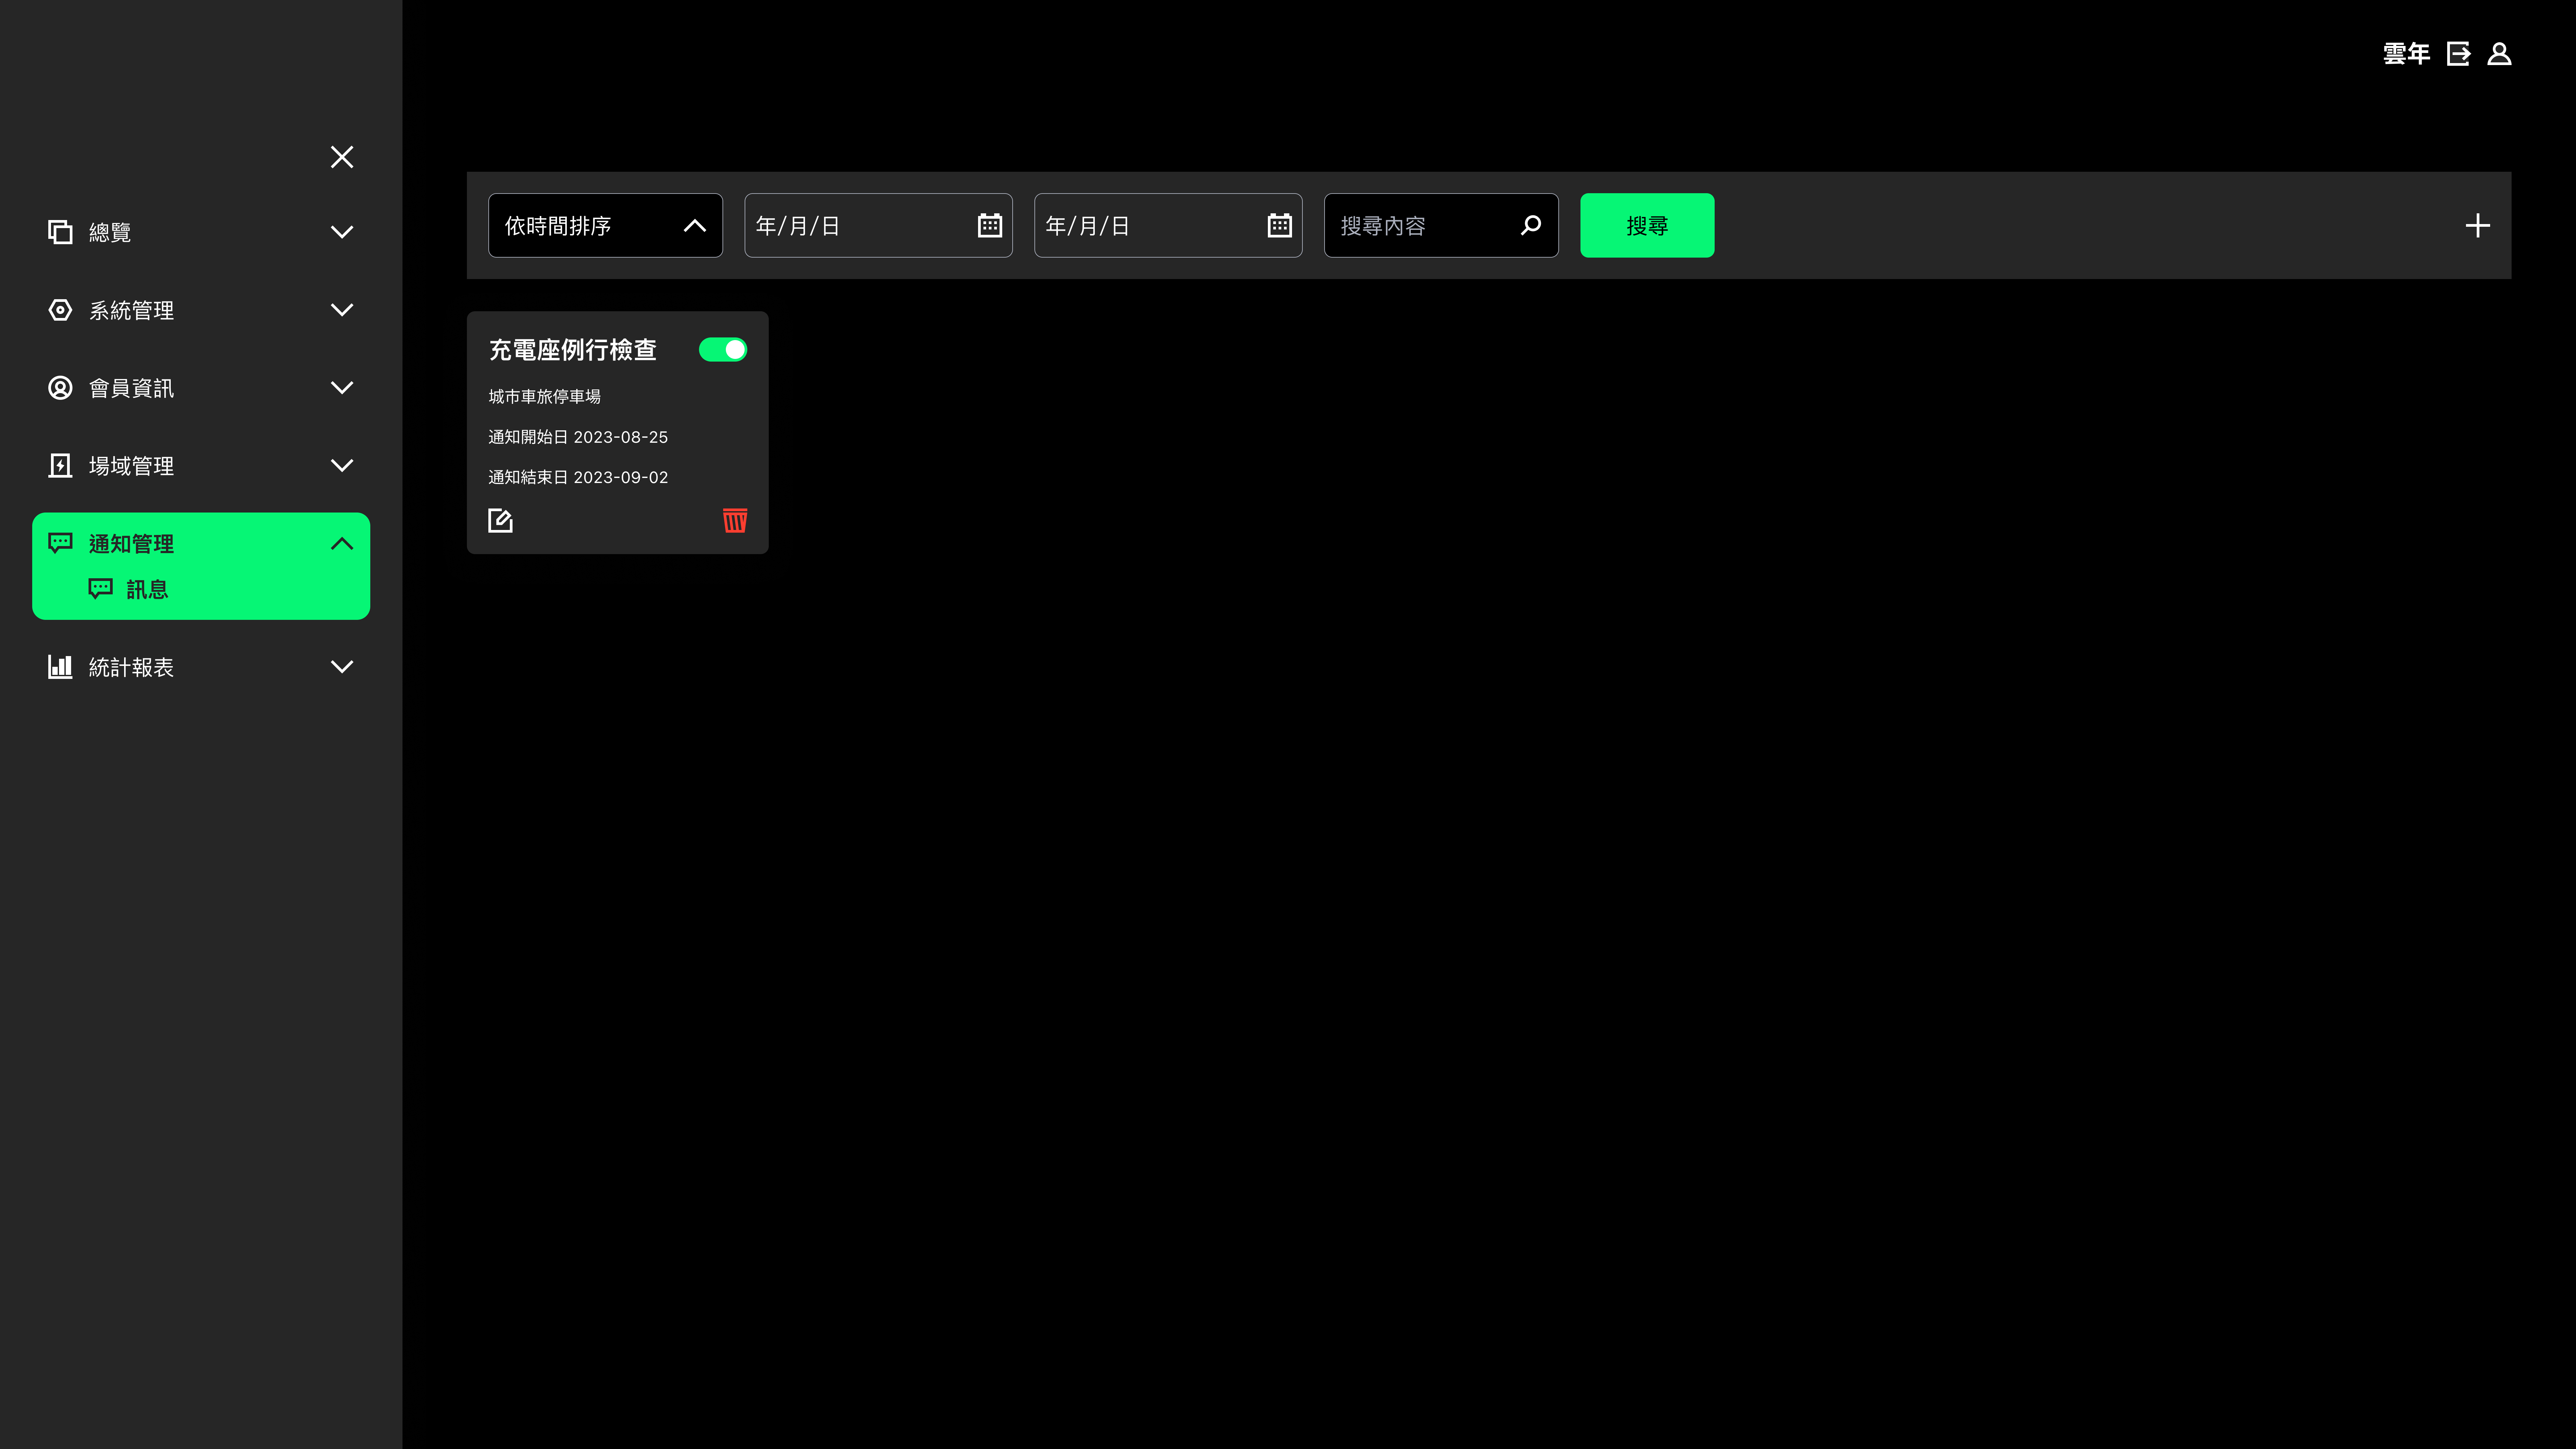 雲年
總覽
系統管理
會員資訊
場域管理
通知管理
訊息
統計報表
依時間排序
年/月/日
年/月/日
搜尋內容
搜尋
充電座例行檢查
城市車旅停車場
通知開始日 2023-08-25
通知結束日 2023-09-02